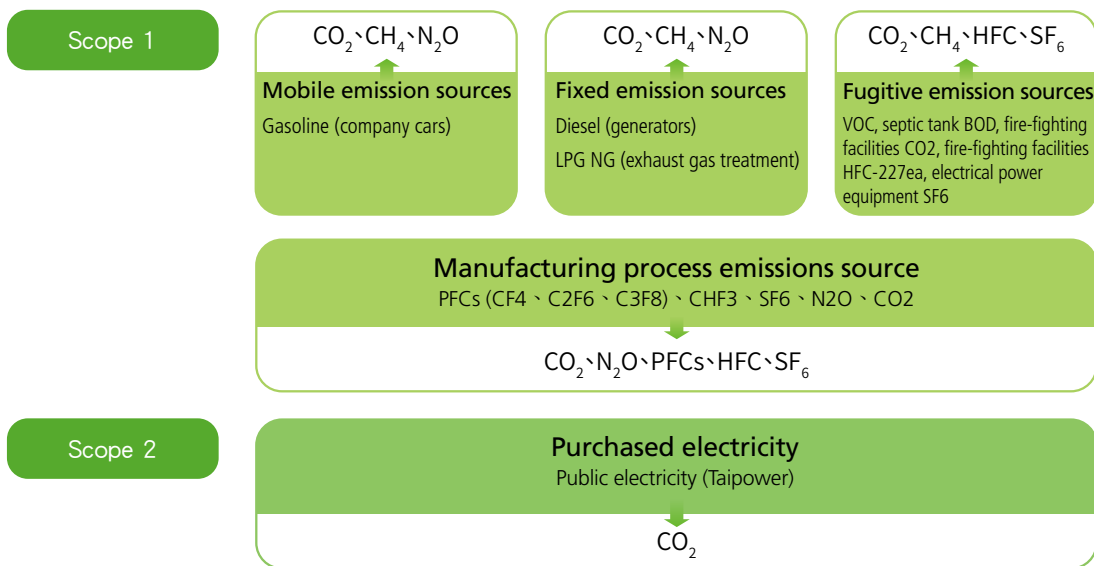 Scope 1
CO₂、CH₄、N₂O
Mobile emission sources
Gasoline (company cars)
CO₂、CH₄、N₂O
Fixed emission sources
Diesel (generators)
LPG NG (exhaust gas treatment)
CO₂、CH₄、HFC、SF₆
Fugitive emission sources
VOC, septic tank BOD, fire-fighting
facilities CO2, fire-fighting facilities
HFC-227ea, electrical power
equipment SF6
Manufacturing process emissions source
PFCs (CF4、C2F6、C3F8)、CHF3、SF6、N2O、CO2
CO₂、N₂O、PFCs、HFC、SF₆
Scope 2
Purchased electricity
Public electricity (Taipower)
CO₂